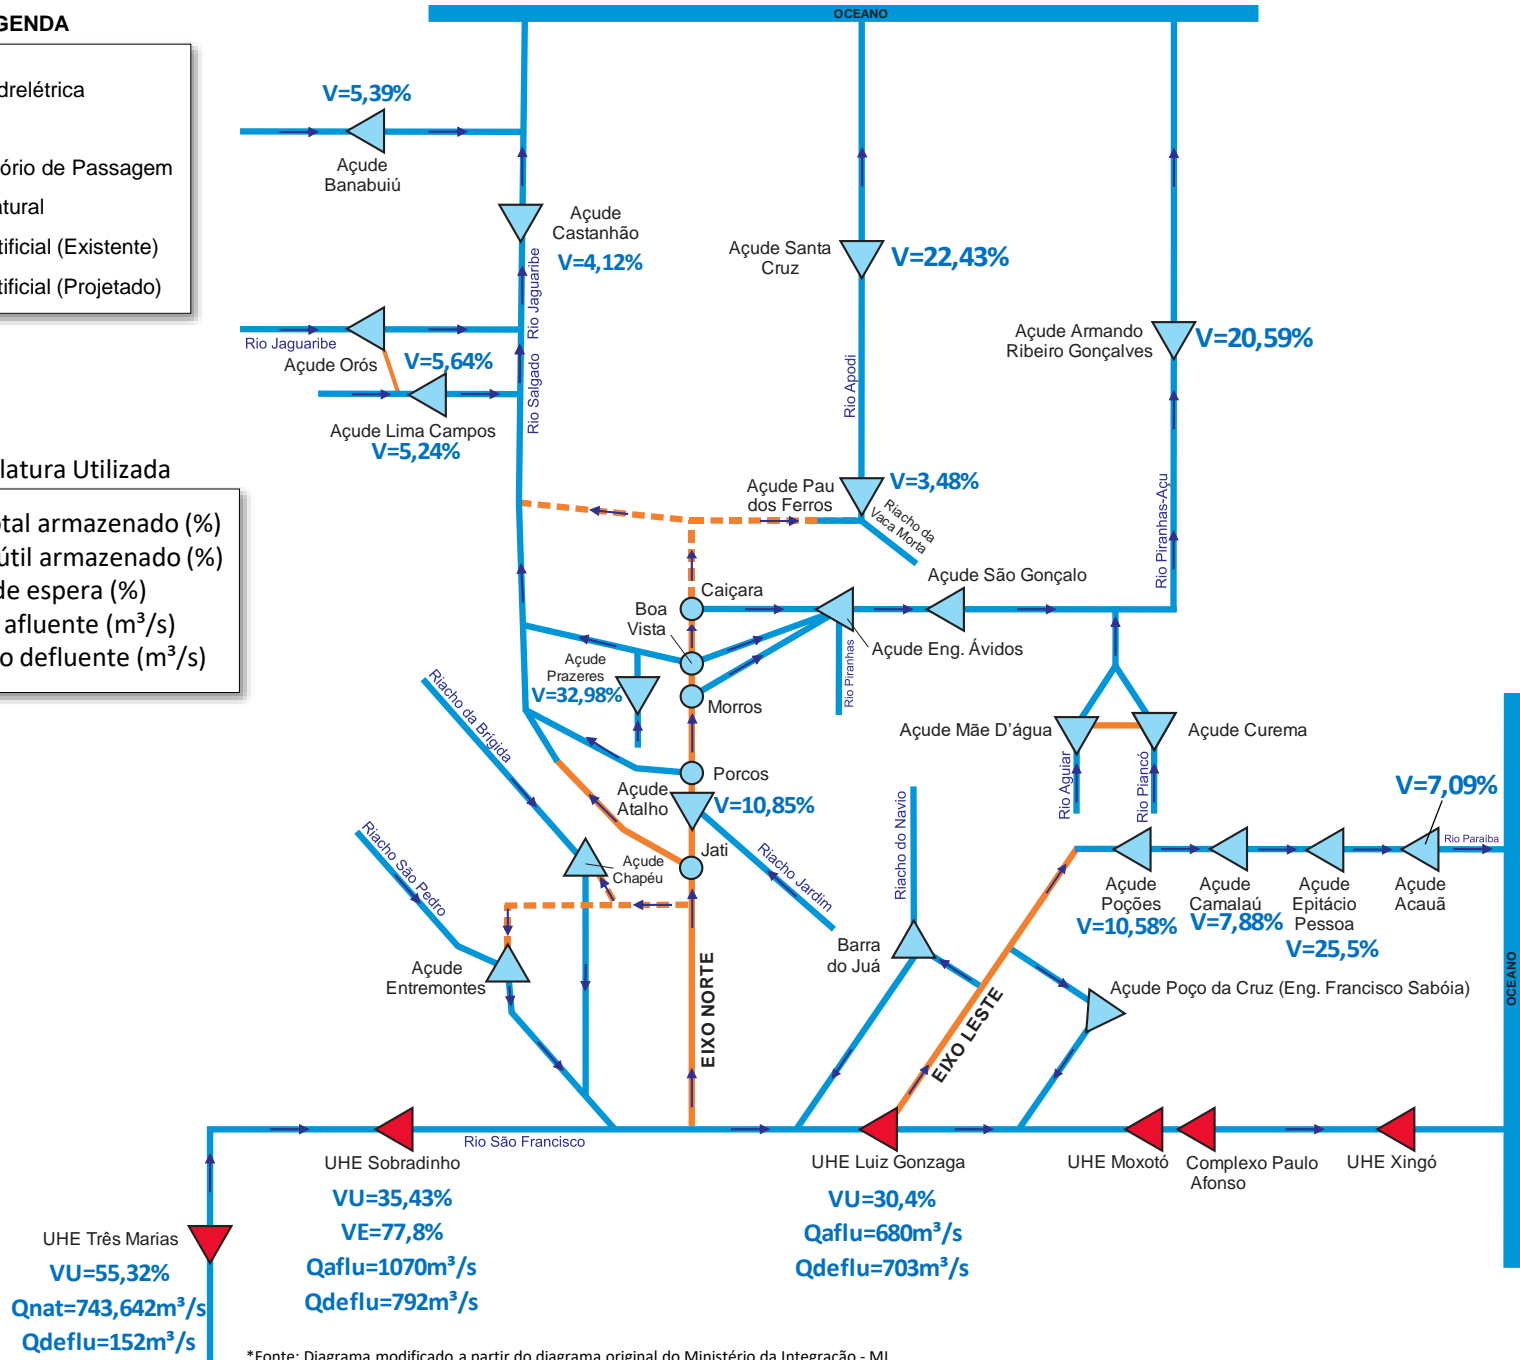 OCEANO
GENDA
drelétrica
ório de Passagem
atural
tificial (Existente)
tificial (Projetado)
V=5,39%
Açude
Banabuiú
Açude
Castanhão
V=4,12%
Rio Jaguaribe
Açude Santa
Cruz
V=22,43%
Açude Armando
Ribeiro Gonçalves
V=20,59%
Rio Jaguaribe
Açude Orós
V=5,64%
Açude Lima Campos
V=5,24%
Rio Salgado
Rio Apodi
latura Utilizada
otal armazenado (%)
útil armazenado (%)
de espera (%)
afluente (m³/s)
o defluente (m³/s)
Açude Pau
dos Ferros
V=3,48%
Riacho da
Vaca Morta
Rio Piranhas-Açu
Açude São Gonçalo
Caiçara
Boa
Vista
Açude Eng. Ávidos
Rio Piranhas
Açude
Prazeres
V=32,98%
Morros
Riacho da Brígida
Açude Mãe D'água
Açude Curema
Rio Aguiar
Rio Piancó
Porcos
Açude
Atalho
V=10,85%
V=7,09%
Riacho do Navio
Rio Paraíba
Riacho São Pedro
Jati
Açude
Chapéu
Riacho Jardim
Açude
Poções
V=10,58%
Açude
Camalaú
V=7,88%
Açude
Epitácio
Pessoa
V=25,5%
Açude
Acauã
Barra
do Juá
Açude
Entremontes
Açude Poço da Cruz (Eng. Francisco Sabóia)
OCEANO
EIXO NORTE
EIXO LESTE
Rio São Francisco
UHE Sobradinho
VU=35,43%
VE=77,8%
Qaflu=1070m³/s
Qdeflu=792m³/s
UHE Luiz Gonzaga
VU=30,4%
Qaflu=680m³/s
Qdeflu=703m³/s
UHE Moxotó
Complexo Paulo
Afonso
UHE Xingó
UHE Três Marias
VU=55,32%
Qnat=743,642m³/s
Qdeflu=152m³/s
*Fonte: Diagrama modificado a partir do diagrama original do Ministério da Integração - MI